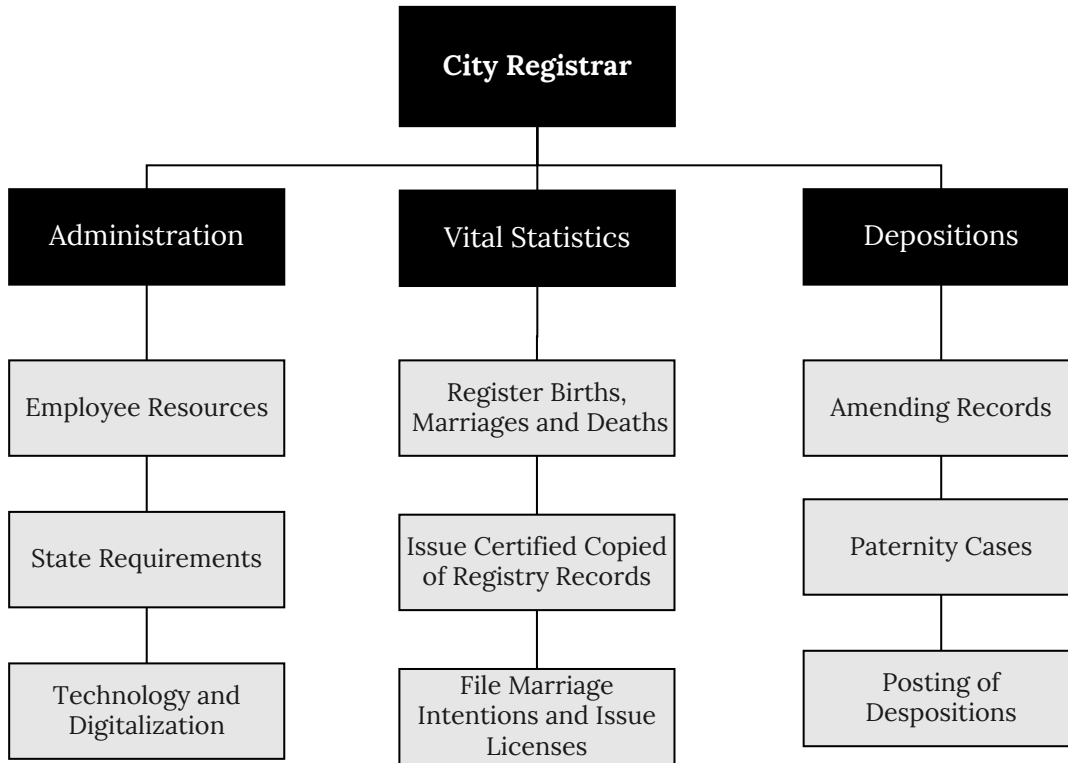 City Registrar
Administration
Vital Statistics
Depositions
Employee Resources
Register Births,
Marriages and Deaths
Amending Records
State Requirements
Issue Certified Copied
of Registry Records
Paternity Cases
Technology and
Digitalization
File Marriage
Intentions and Issue
Licenses
Posting of
Despositions